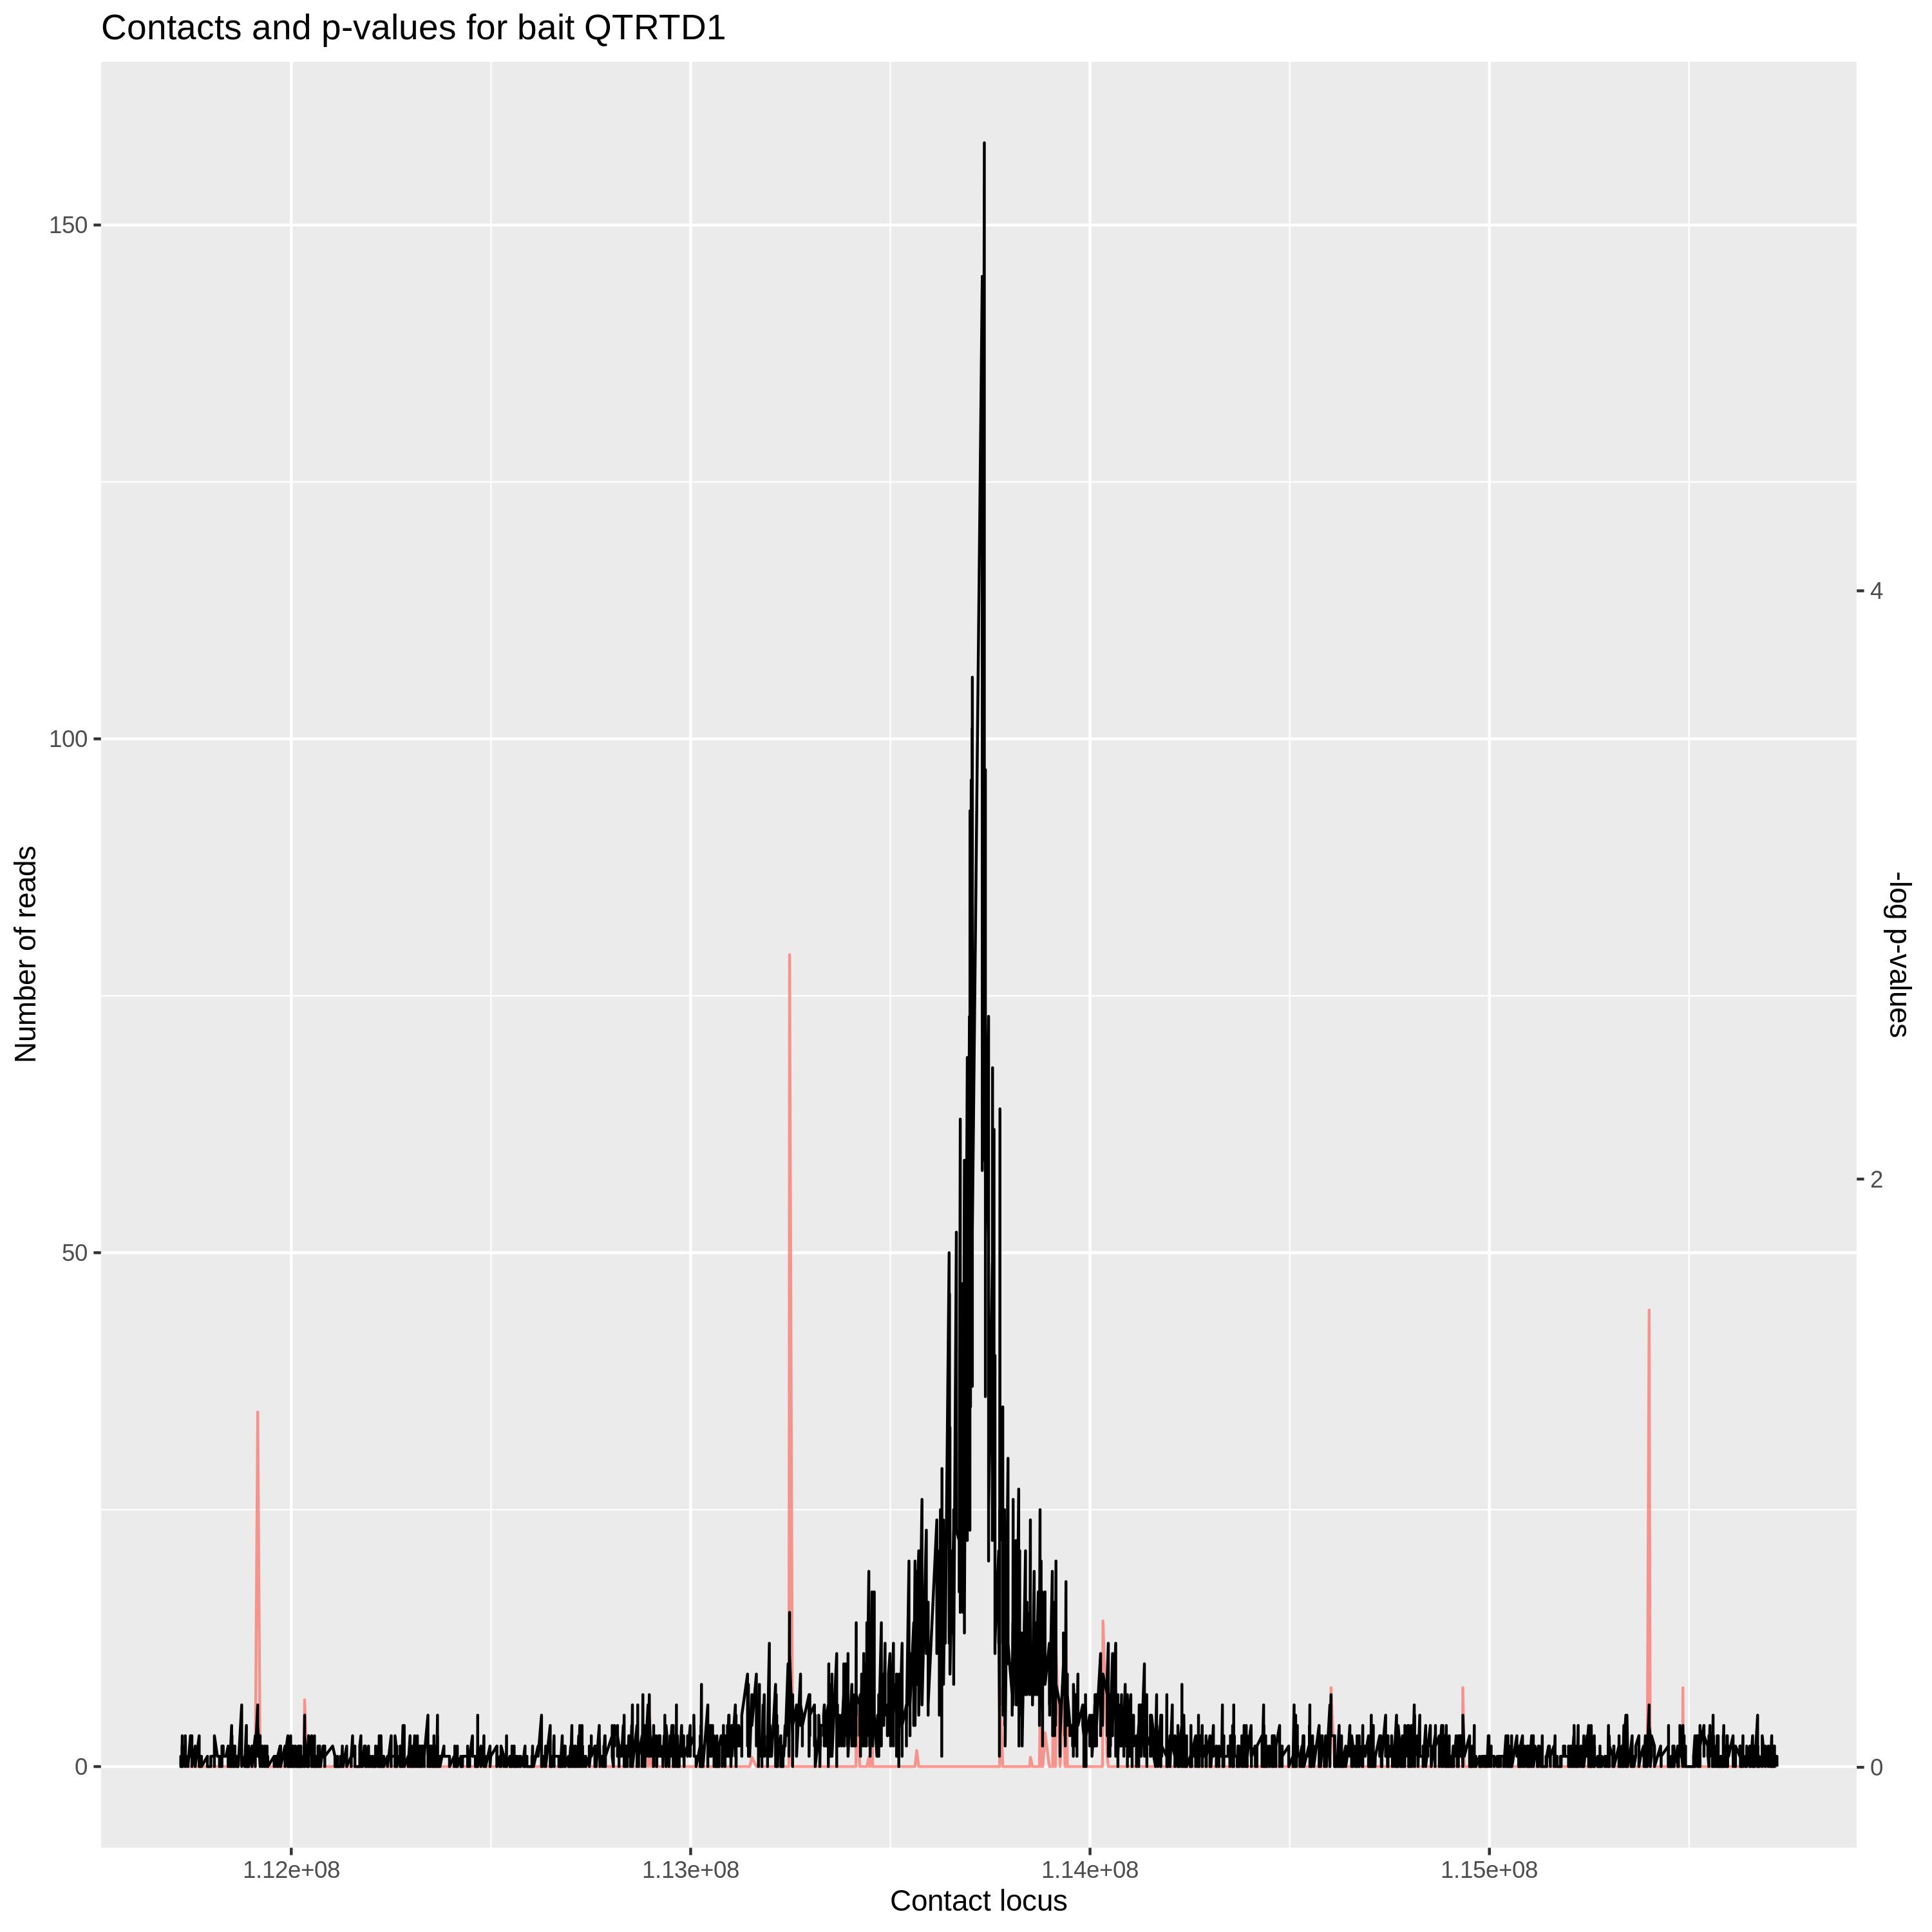 Contacts and p-values for bait QTRTD1
150
100
50
0
Number of reads
4
2
0
-log p-values
1.12e+08
1.13e+08
1.14e+08
1.15e+08
Contact locus